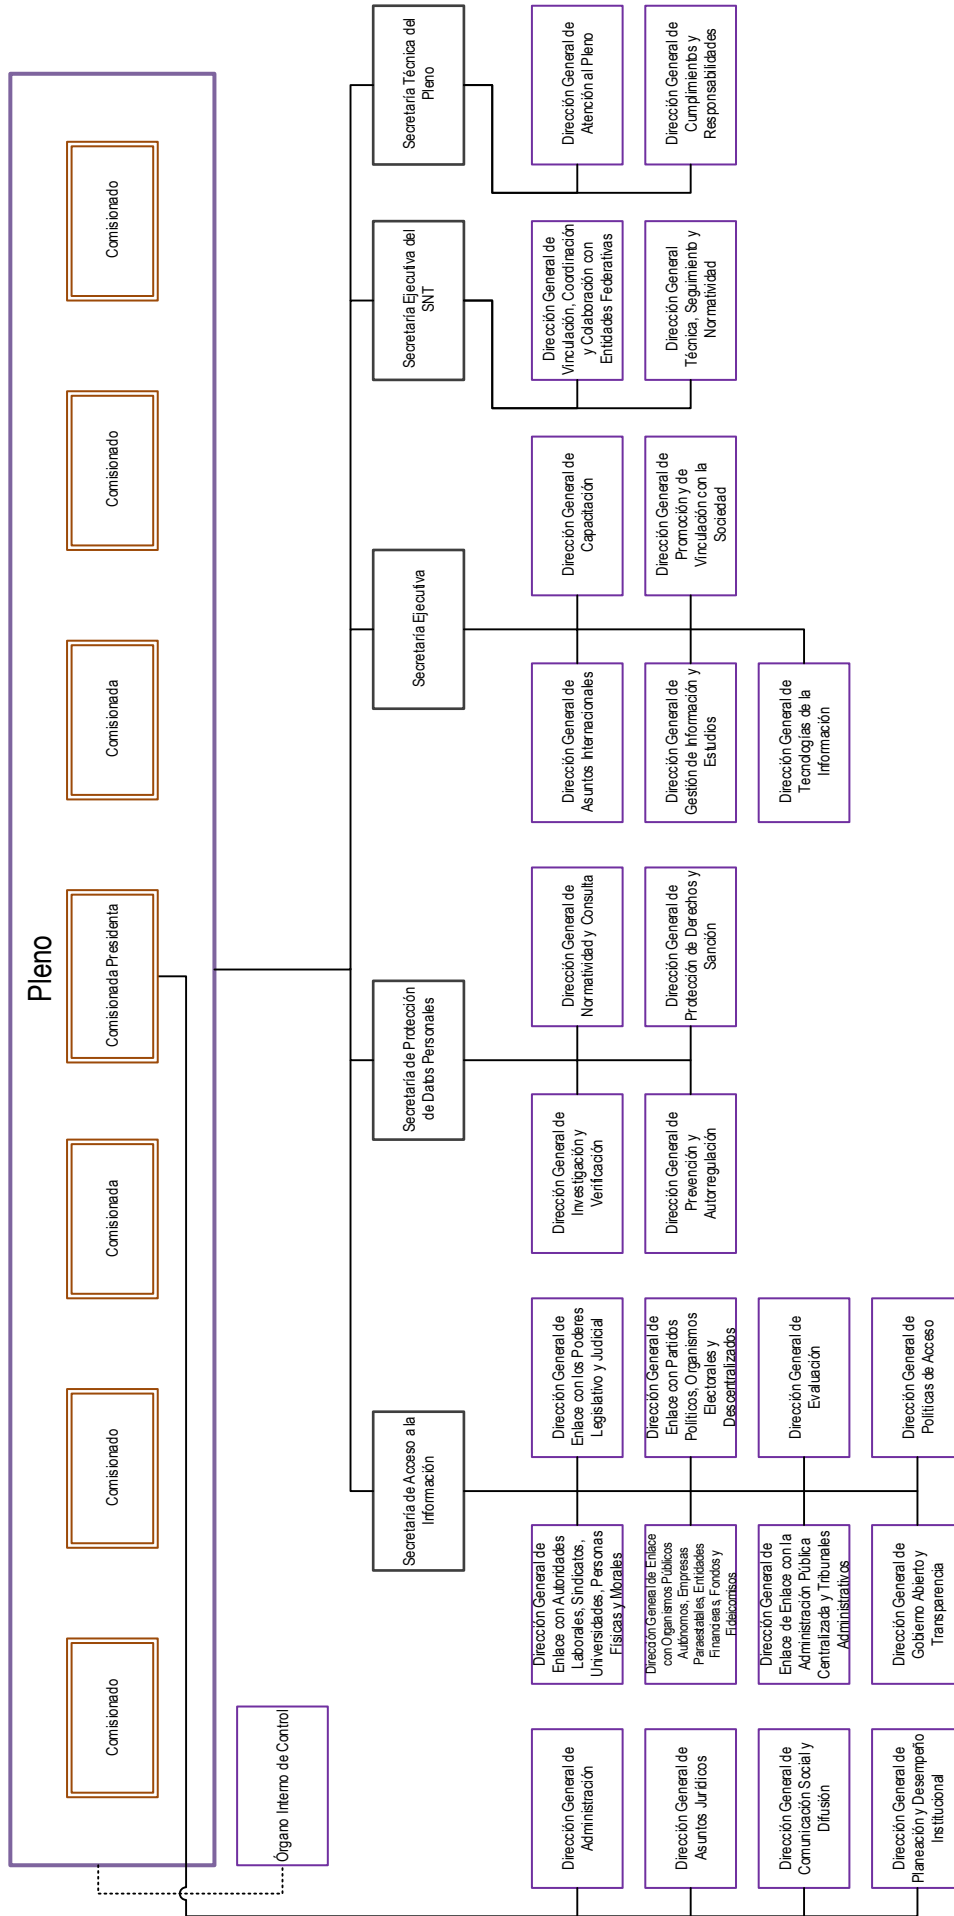 Pleno
Comisionado
Comisionado
Comisionada
Comisionada Presidenta
Comisionada
Comisionado
Comisionado
Órgano Interno de Control
Secretaría de Acceso a la
Información
Secretaría de Protección
de Datos Personales
Secretaría Ejecutiva
Secretaría Ejecutiva del
SNT
Secretaría Técnica del
Pleno
Dirección General de
Administración
Dirección General de
Asuntos Jurídicos
Dirección General de
Comunicación Social y
Difusión
Dirección General de
Planeación y Desempeño
Institucional
Dirección General de
Enlace con Autoridades
Laborales, Sindicatos,
Universidades, Personas
Físicas y Morales
Dirección General de
Enlace con los Poderes
Legislativo y Judicial
Dirección General de Enlace
con Organismos Públicos
Autónomos, Empresas
Paraestatales, Entidades
Financieras, Fondos y
Fideicomisos
Dirección General de
Enlace con Partidos
Políticos, Organismos
Electorales y
Descentralizados
Dirección General de
Enlace de Enlace con la
Administración Pública
Centralizada y Tribunales
Administrativos
Dirección General de
Evaluación
Dirección General de
Gobierno Abierto y
Transparencia
Dirección General de
Políticas de Acceso
Dirección General de
Investigación y
Verificación
Dirección General de
Normatividad y Consulta
Dirección General de
Prevención y
Autorregulación
Dirección General de
Protección de Derechos y
Sanción
Dirección General de
Asuntos Internacionales
Dirección General de
Capacitación
Dirección General de
Gestión de Información y
Estudios
Dirección General de
Promoción y de
Vinculación con la
Sociedad
Dirección General de
Tecnologías de la
Información
Dirección General de
Vinculación, Coordinación
y Colaboración con
Entidades Federativas
Dirección General
Técnica, Seguimiento y
Normatividad
Dirección General de
Atención al Pleno
Dirección General de
Cumplimientos y
Responsabilidades